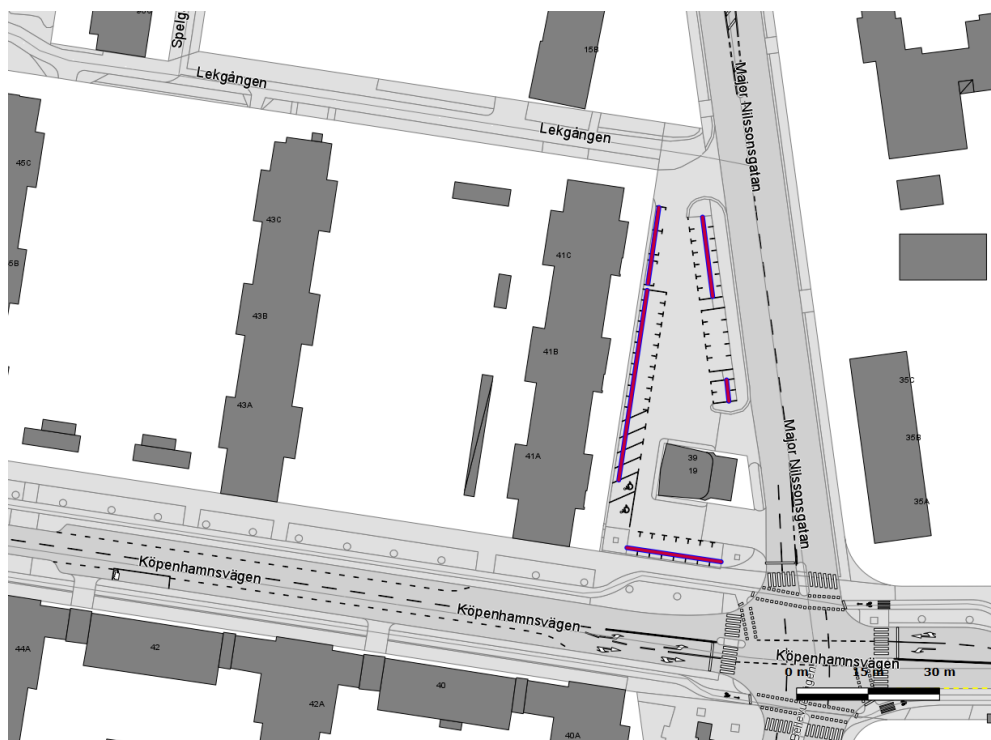 Spelg
15B
Lekgången
Lekgången
Major Nilssonsgatan
45C
43C
41C
5B
43B
41B
35C
43A
Major Nilssonsgatan
35B
41A
39
19
35A
Köpenhamnsvägen
Köpenhamnsvägen
44A
42
Köpenhamnsvägen
0 m 15 m 30 m
40
42A
40A